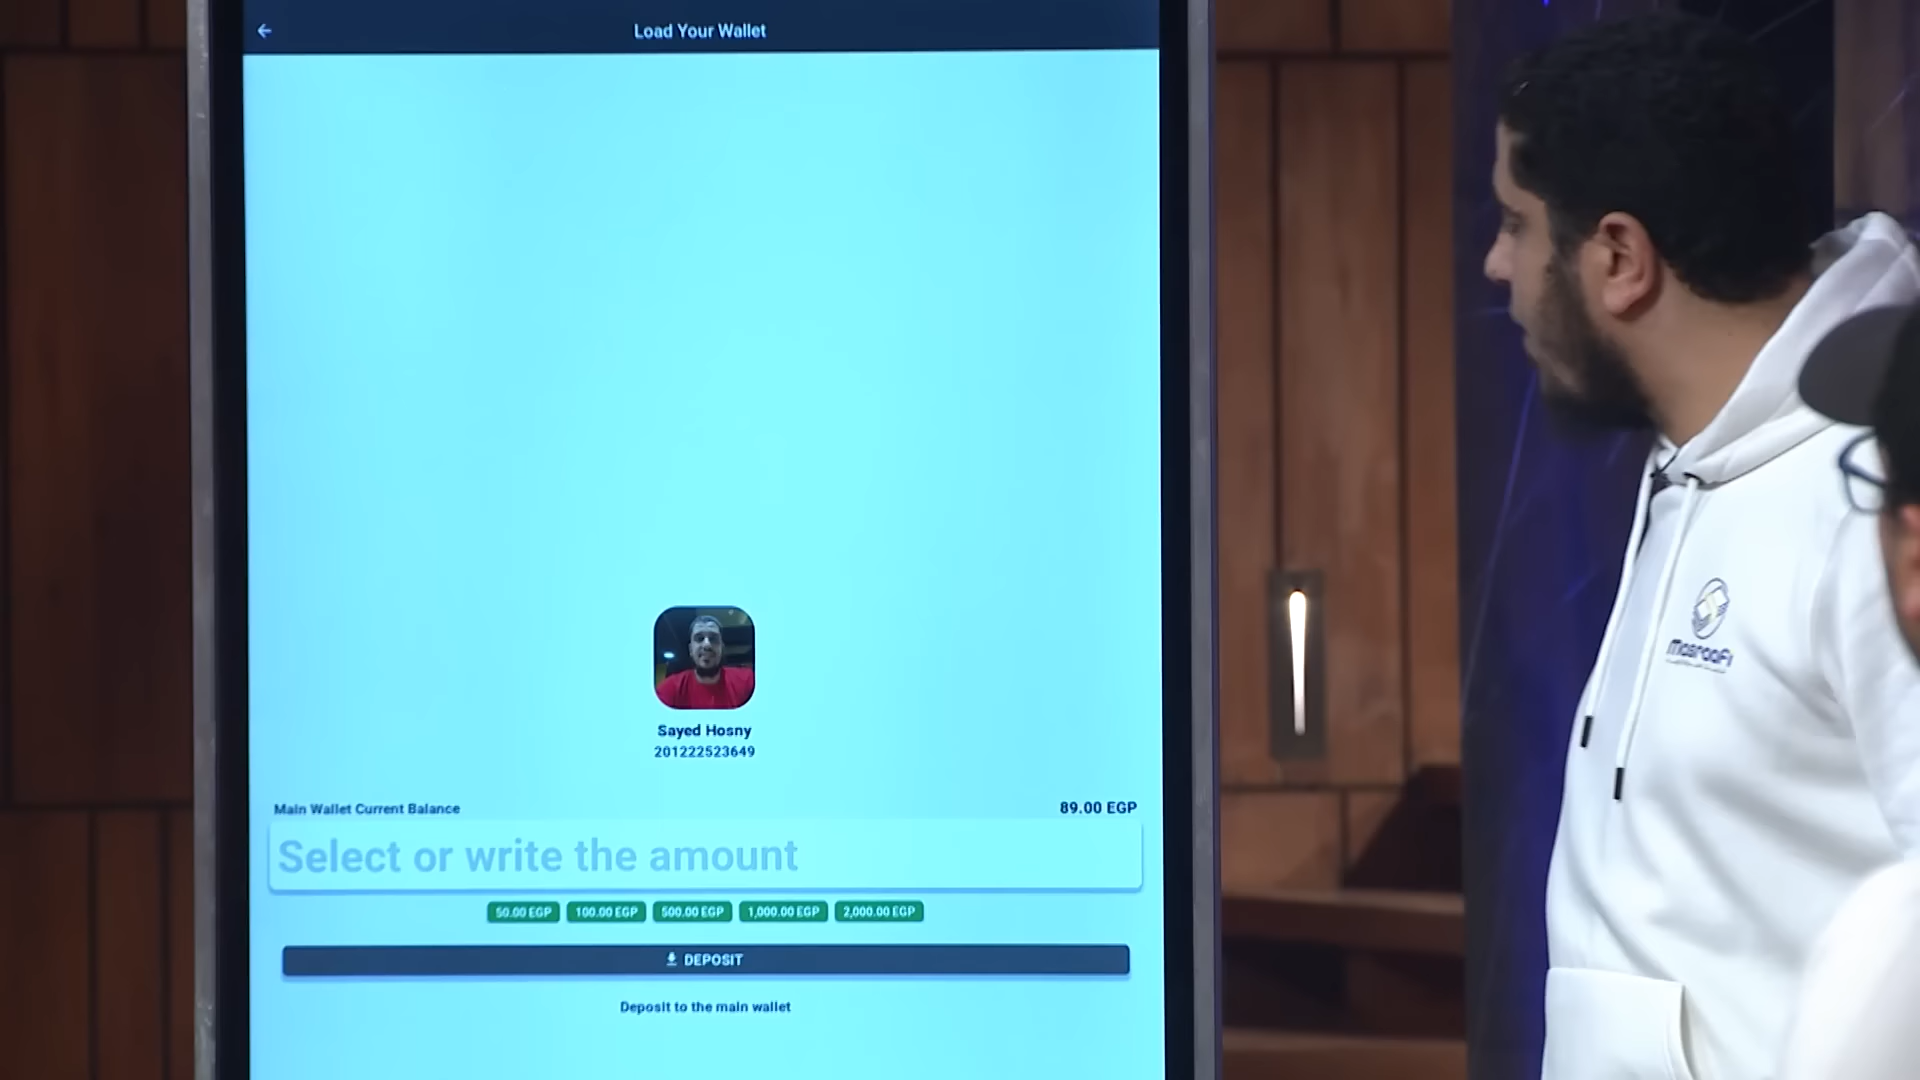 Load Your Wallet
Sayed Hosny
201222523649
Main Wallet Current Balance
89.00 EGP
Select or write the amount
50.00 EGP
100.00 EGP
500.00 EGP
1,000.00 EGP
2,000.00 EGP
DEPOSIT
Deposit to the main wallet
Masroofi